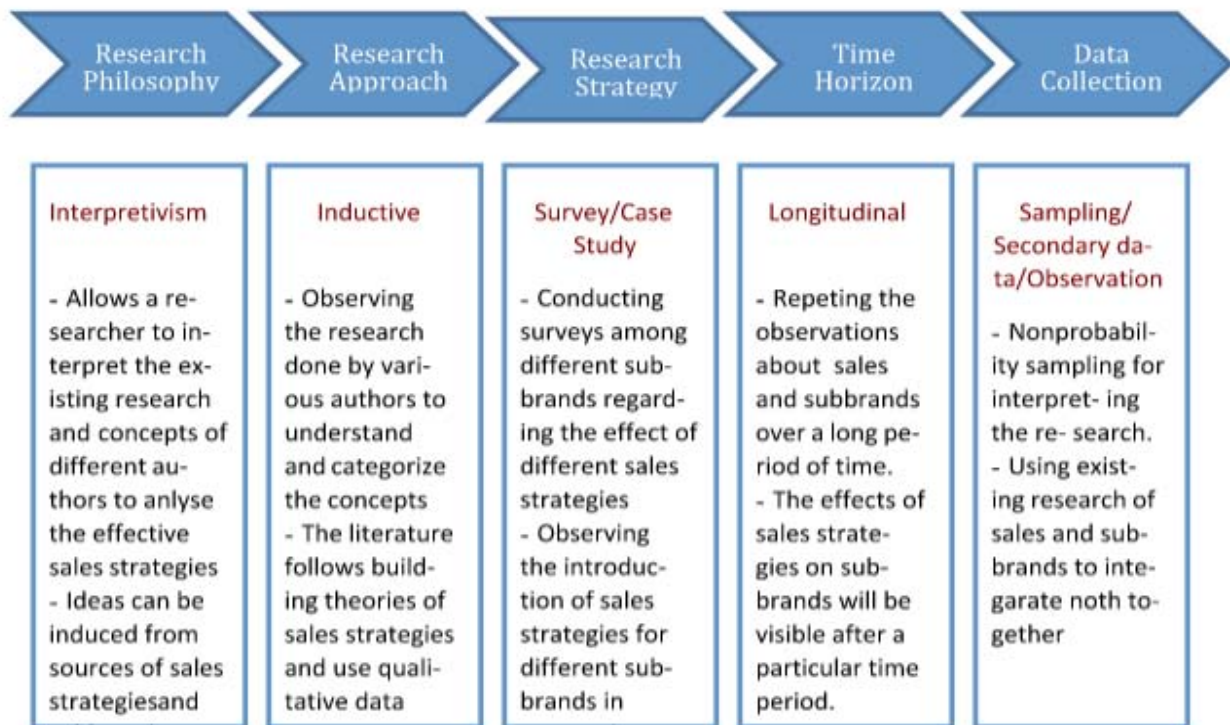 Research
Philosophy
Research
Approach
Research
Strategy
Time
Horizon
Data
Collection
Interpretivism
- Allows a re-
searcher to in-
terpret the ex-
isting research
and concepts of
different au-
thors to anlyse
the effective
sales strategies
- Ideas can be
induced from
sources of sales
strategiesand
Inductive
- Observing
the research
done by vari-
ous authors to
understand
and categorize
the concepts
- The literature
follows build-
ing theories of
sales strategies
and use quali-
tative data
Survey/Case
Study
- Conducting
surveys among
different sub-
brands regard-
ing the effect of
different sales
strategies
- Observing
the introduc-
tion of sales
strategies for
different sub-
brands in
Longitudinal
- Repeting the
observations
about sales
and subbrands
over a long pe-
riod of time.
- The effects of
sales strate-
gies on sub-
brands will be
visible after a
particular time
period.
Sampling/
Secondary da-
ta/Observation
- Nonprobabil-
ity sampling for
interpret- ing
the re- search.
- Using exist-
ing research of
sales and sub-
brands to inte-
garate noth to-
gether